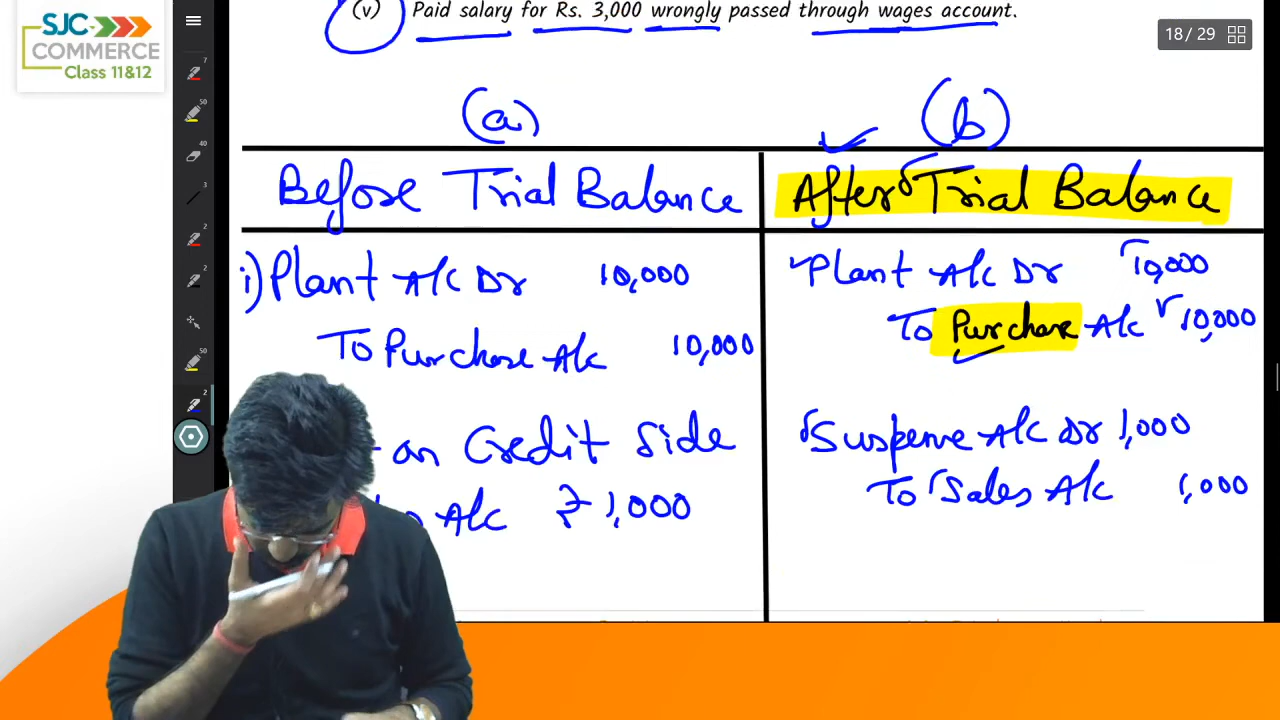 SJC
COMMERCE
Class 11&12
(v) Paid salary for Rs. 3,000 wrongly passed through wages account.
18 / 29
(a) (b)
Before Trial Balance
After Trial Balance
i) Plant A/c Dr 10,000
To Purchase A/c 10,000
on Credit Side
A/c ₹ 1,000
Plant A/c Dr 10,000
To Purchase A/c 10,000
Suspense A/c Dr 1,000
To Sales A/c 1,000